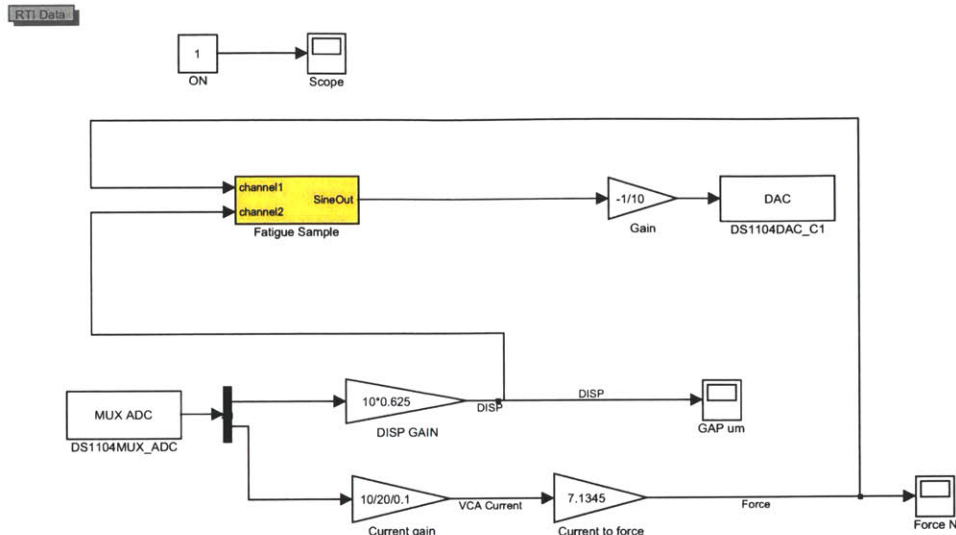 RTI Data
1
ON
Scope
channel1
channel2
SineOut
Fatigue Sample
-1/10
Gain
DAC
DS1104DAC_C1
MUX ADC
DS1104MUX_ADC
10*0.625
DISP GAIN
DISP
DISP
GAP um
10/20/0.1
Current gain
VCA Current
7.1345
Current to force
Force
Force N